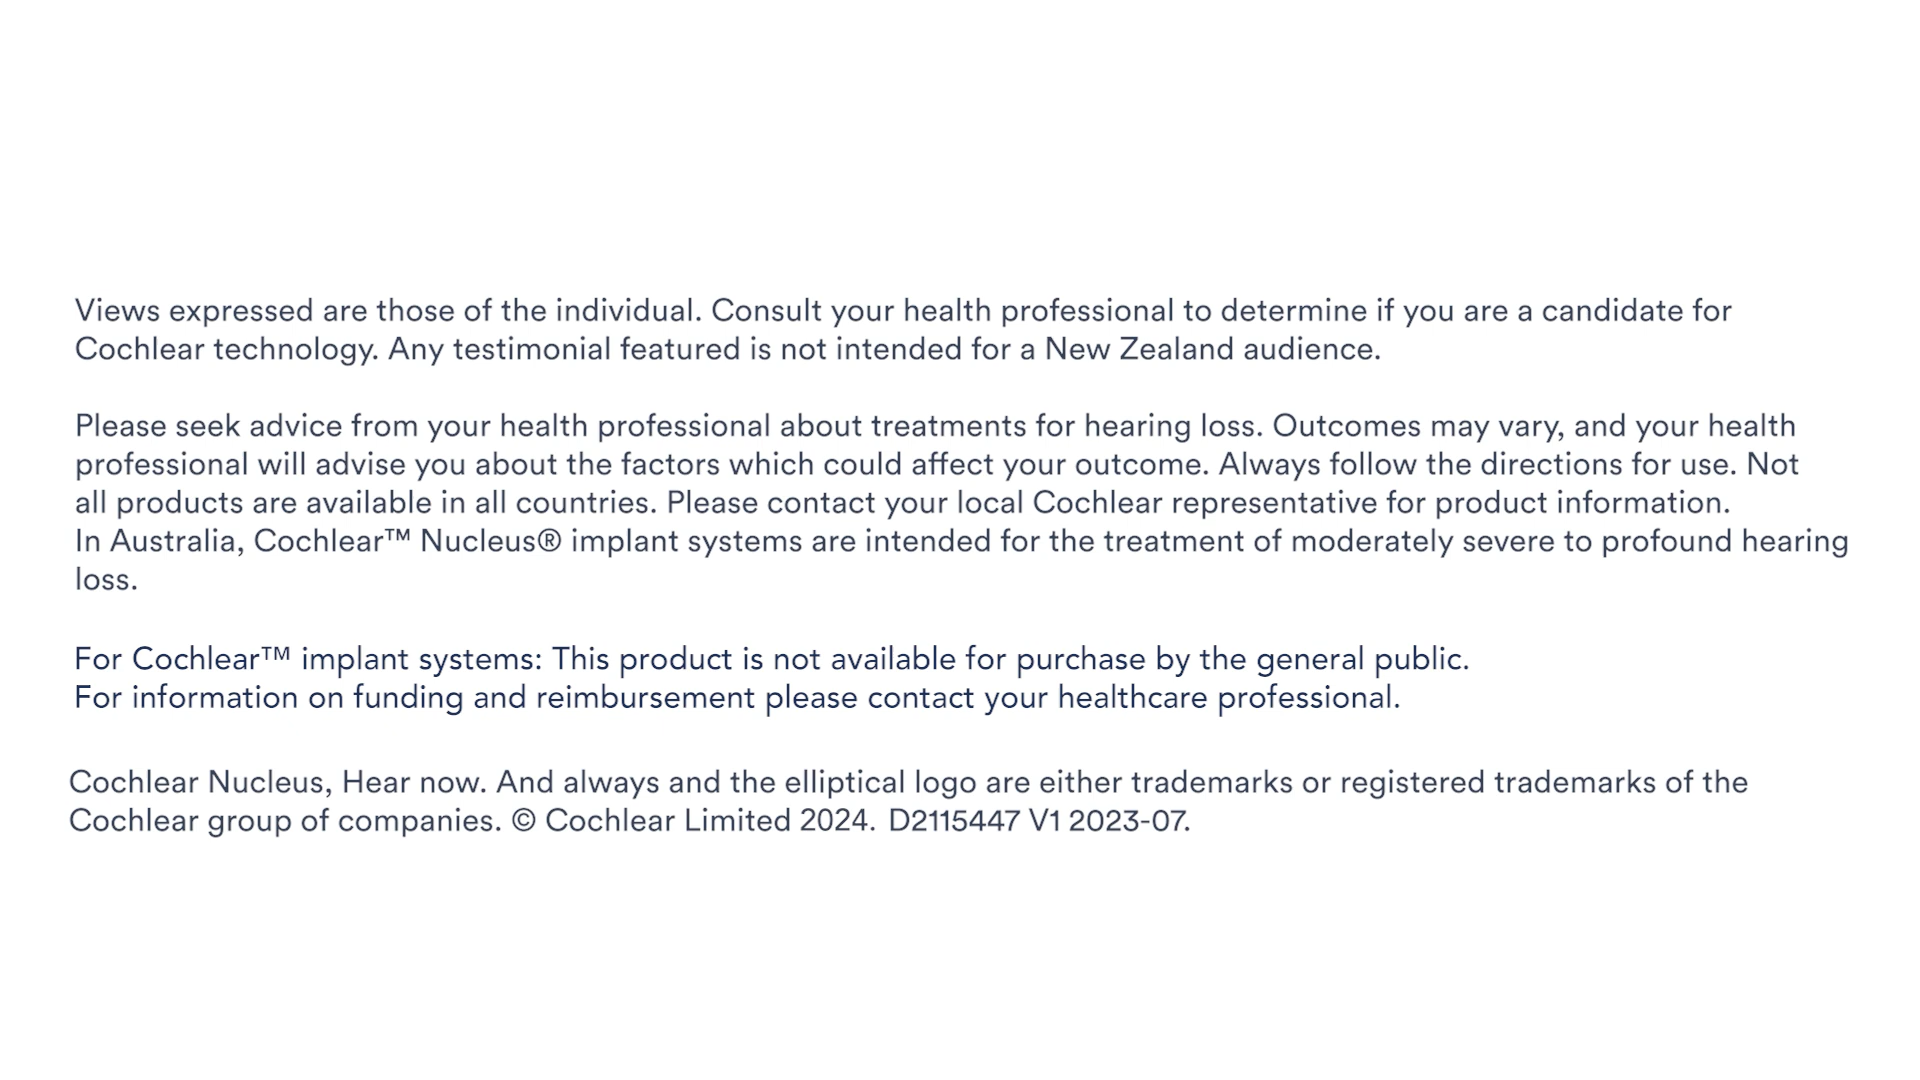 Views expressed are those of the individual. Consult your health professional to determine if you are a candidate for
Cochlear technology. Any testimonial featured is not intended for a New Zealand audience.
Please seek advice from your health professional about treatments for hearing loss. Outcomes may vary, and your health
professional will advise you about the factors which could affect your outcome. Always follow the directions for use. Not
all products are available in all countries. Please contact your local Cochlear representative for product information.
In Australia, Cochlear™ Nucleus® implant systems are intended for the treatment of moderately severe to profound hearing
loss.
For Cochlear™ implant systems: This product is not available for purchase by the general public.
For information on funding and reimbursement please contact your healthcare professional.
Cochlear Nucleus, Hear now. And always and the elliptical logo are either trademarks or registered trademarks of the
Cochlear group of companies. © Cochlear Limited 2024. D2115447 V1 2023-07.